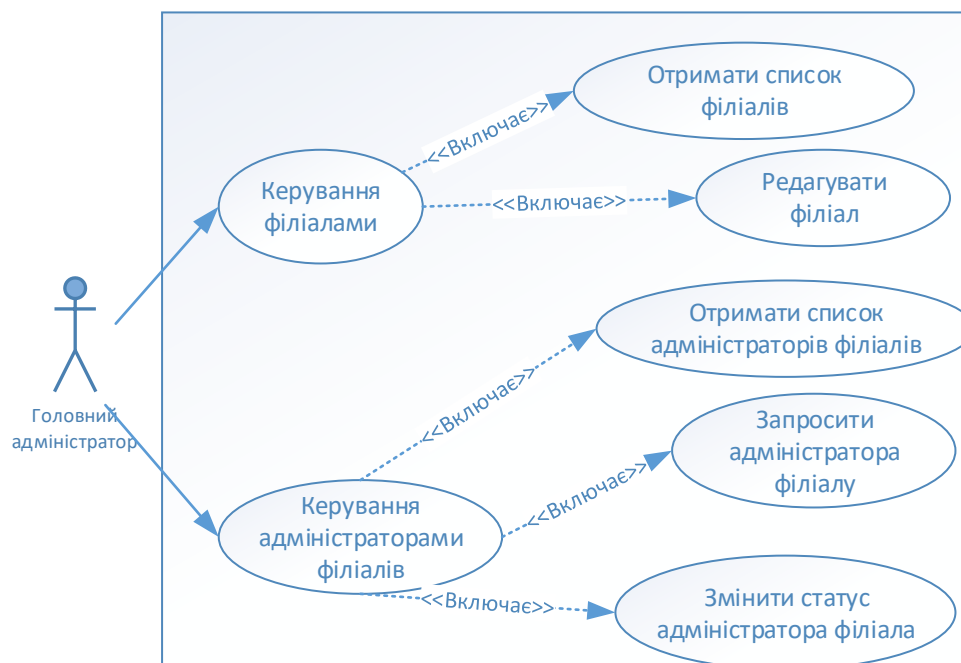 Отримати список
філіалів
<<Включає>>
Керування
філіалами
<<Включає>>
Редагувати
філіал
Отримати список
адміністраторів філіалів
<<Включає>>
Головний
адміністратор
Запросити
адміністратора
філіалу
<<Включає>>
Керування
адміністраторами
філіалів
<<Включає>>
Змінити статус
адміністратора філіала